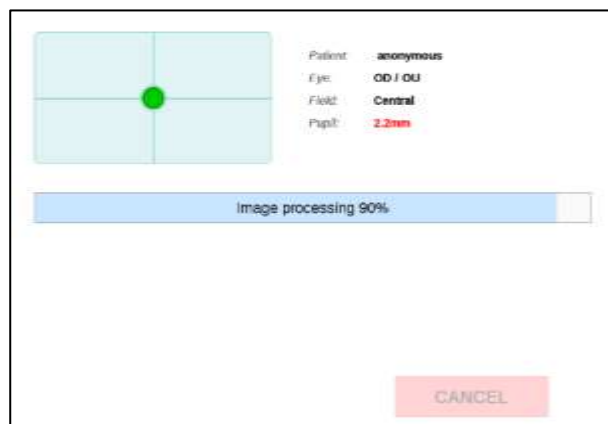 Patient: anonymous
Eye: OD / OU
Field: Central
Pupil: 2.2mm
Image processing 90%
CANCEL